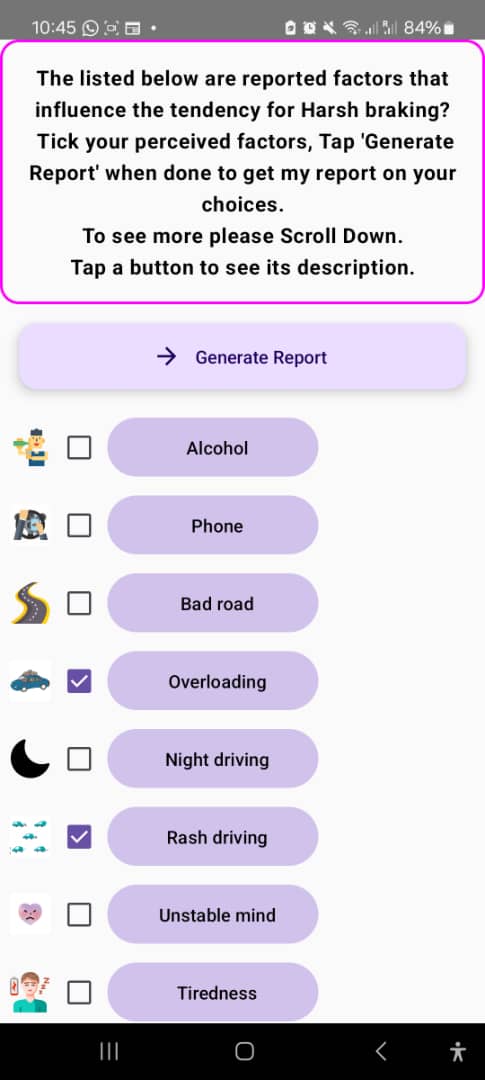 10:45
84%
The listed below are reported factors that
influence the tendency for Harsh braking?
Tick your perceived factors, Tap 'Generate
Report' when done to get my report on your
choices.
To see more please Scroll Down.
Tap a button to see its description.
Generate Report
Alcohol
Phone
Bad road
Overloading
Night driving
Rash driving
Unstable mind
Tiredness